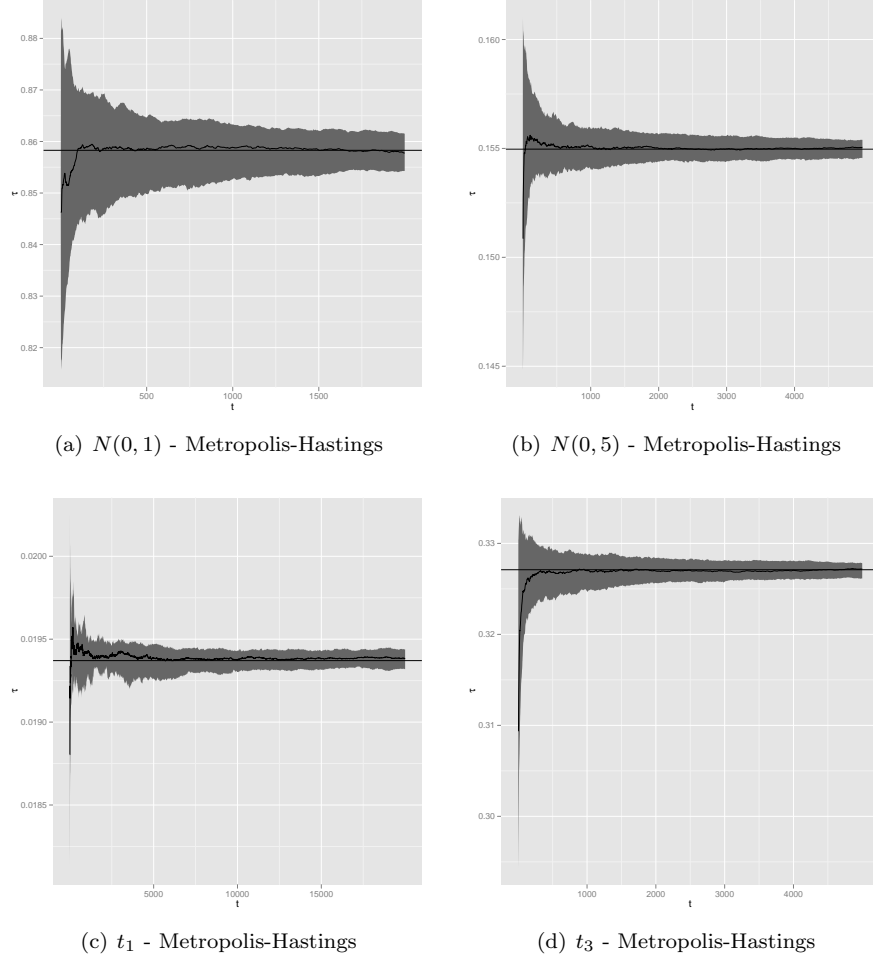 0.88
0.87
0.86
0.85
0.84
0.83
0.82
τ
500
1000
1500
t
(a) N(0, 1) - Metropolis-Hastings
0.160
0.155
0.150
0.145
τ
1000
2000
3000
4000
t
(b) N(0, 5) - Metropolis-Hastings
0.0200
0.0195
0.0190
0.0185
τ
5000
10000
15000
t
(c) t₁ - Metropolis-Hastings
0.33
0.32
0.31
0.30
τ
1000
2000
3000
4000
t
(d) t₃ - Metropolis-Hastings